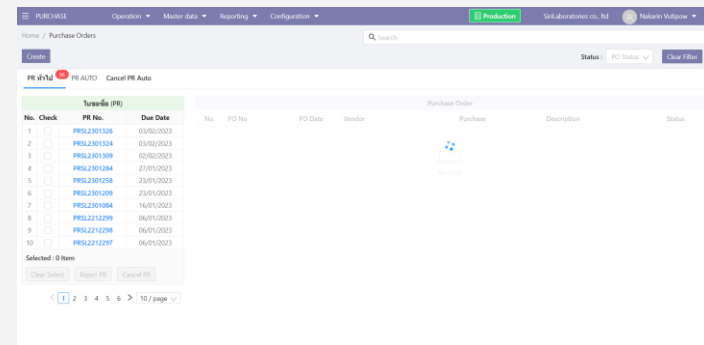 PURCHASE Operation Master data Reporting Configuration Production SiriLaboratories co., ltd Nakarin Vutipow
Home / Purchase Orders
Search
Create Status : PO Status Clear Filter
PR ทั่วไป 56 PR AUTO Cancel PR Auto
ใบขอซื้อ (PR) Purchase Order
No. Check PR No. Due Date No. PO No PO Date Vendor Purchase Description Status
1 PRSL2301326 03/02/2023
2 PRSL2301324 03/02/2023
3 PRSL2301309 02/02/2023
4 PRSL2301284 27/01/2023
5 PRSL2301258 23/01/2023
6 PRSL2301209 23/01/2023
7 PRSL2301084 16/01/2023
8 PRSL2212299 06/01/2023
9 PRSL2212298 06/01/2023
10 PRSL2212297 06/01/2023
No Data
Selected : 0 Item
Clear Select Reject PR Cancel PR
1 2 3 4 5 6 10 / page